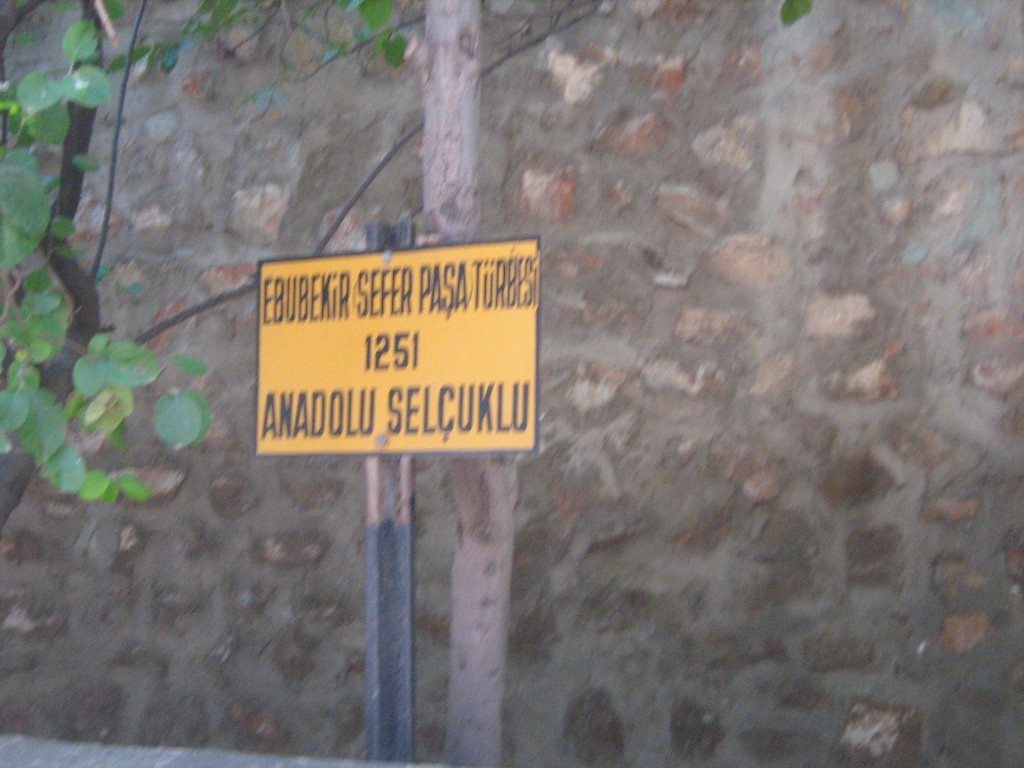 EBUBEKİR (SEFER PAŞA) TÜRBESİ
1251
ANADOLU SELÇUKLU